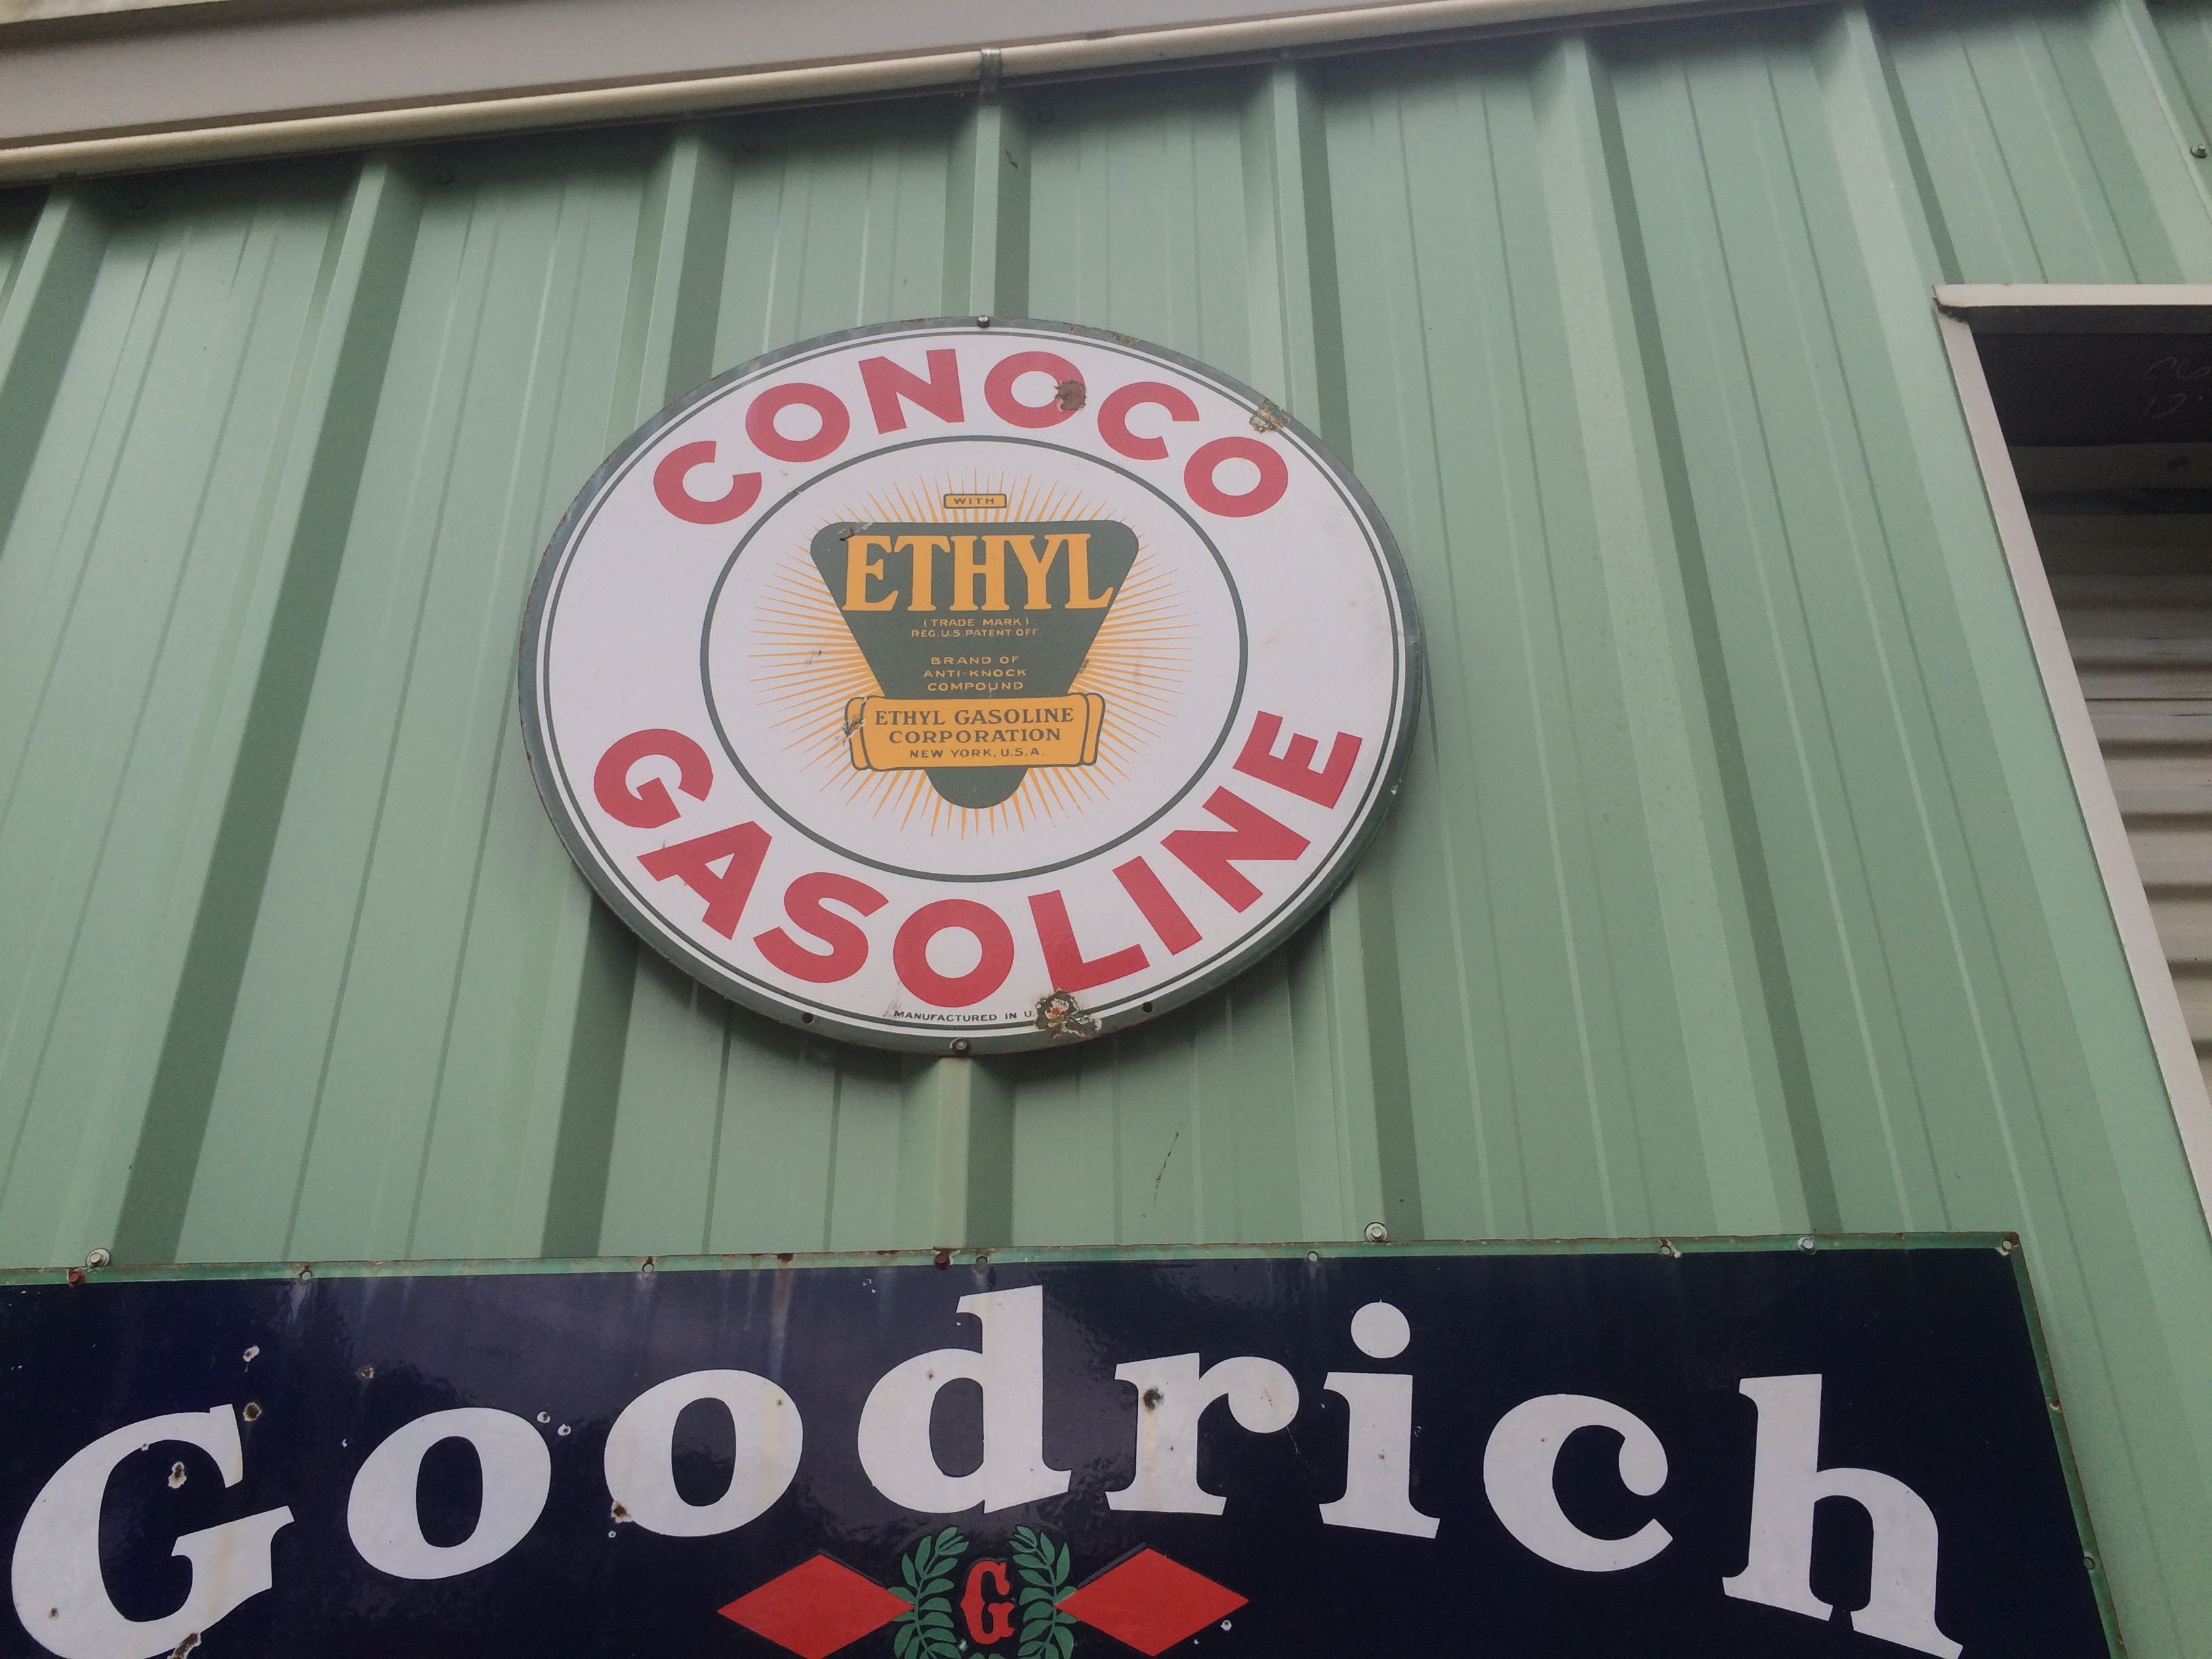 CONOCO
WITH
ETHYL
(TRADE MARK)
REG. U.S. PATENT OFF.
BRAND OF
ANTI-KNOCK
COMPOUND
ETHYL GASOLINE
CORPORATION
NEW YORK, U.S.A.
GASOLINE
MANUFACTURED IN U.
Goodrich
G